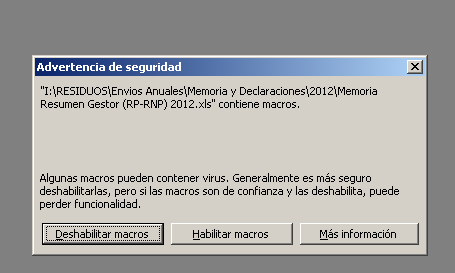 Advertencia de seguridad
"I:\RESIDUOS\Envios Anuales\Memoria y Declaraciones\2012\Memoria
Resumen Gestor (RP-RNP) 2012.xls" contiene macros.
Algunas macros pueden contener virus. Generalmente es más seguro
deshabilitarlas, pero si las macros son de confianza y las deshabilita, puede
perder funcionalidad.
Deshabilitar macros Habilitar macros Más información